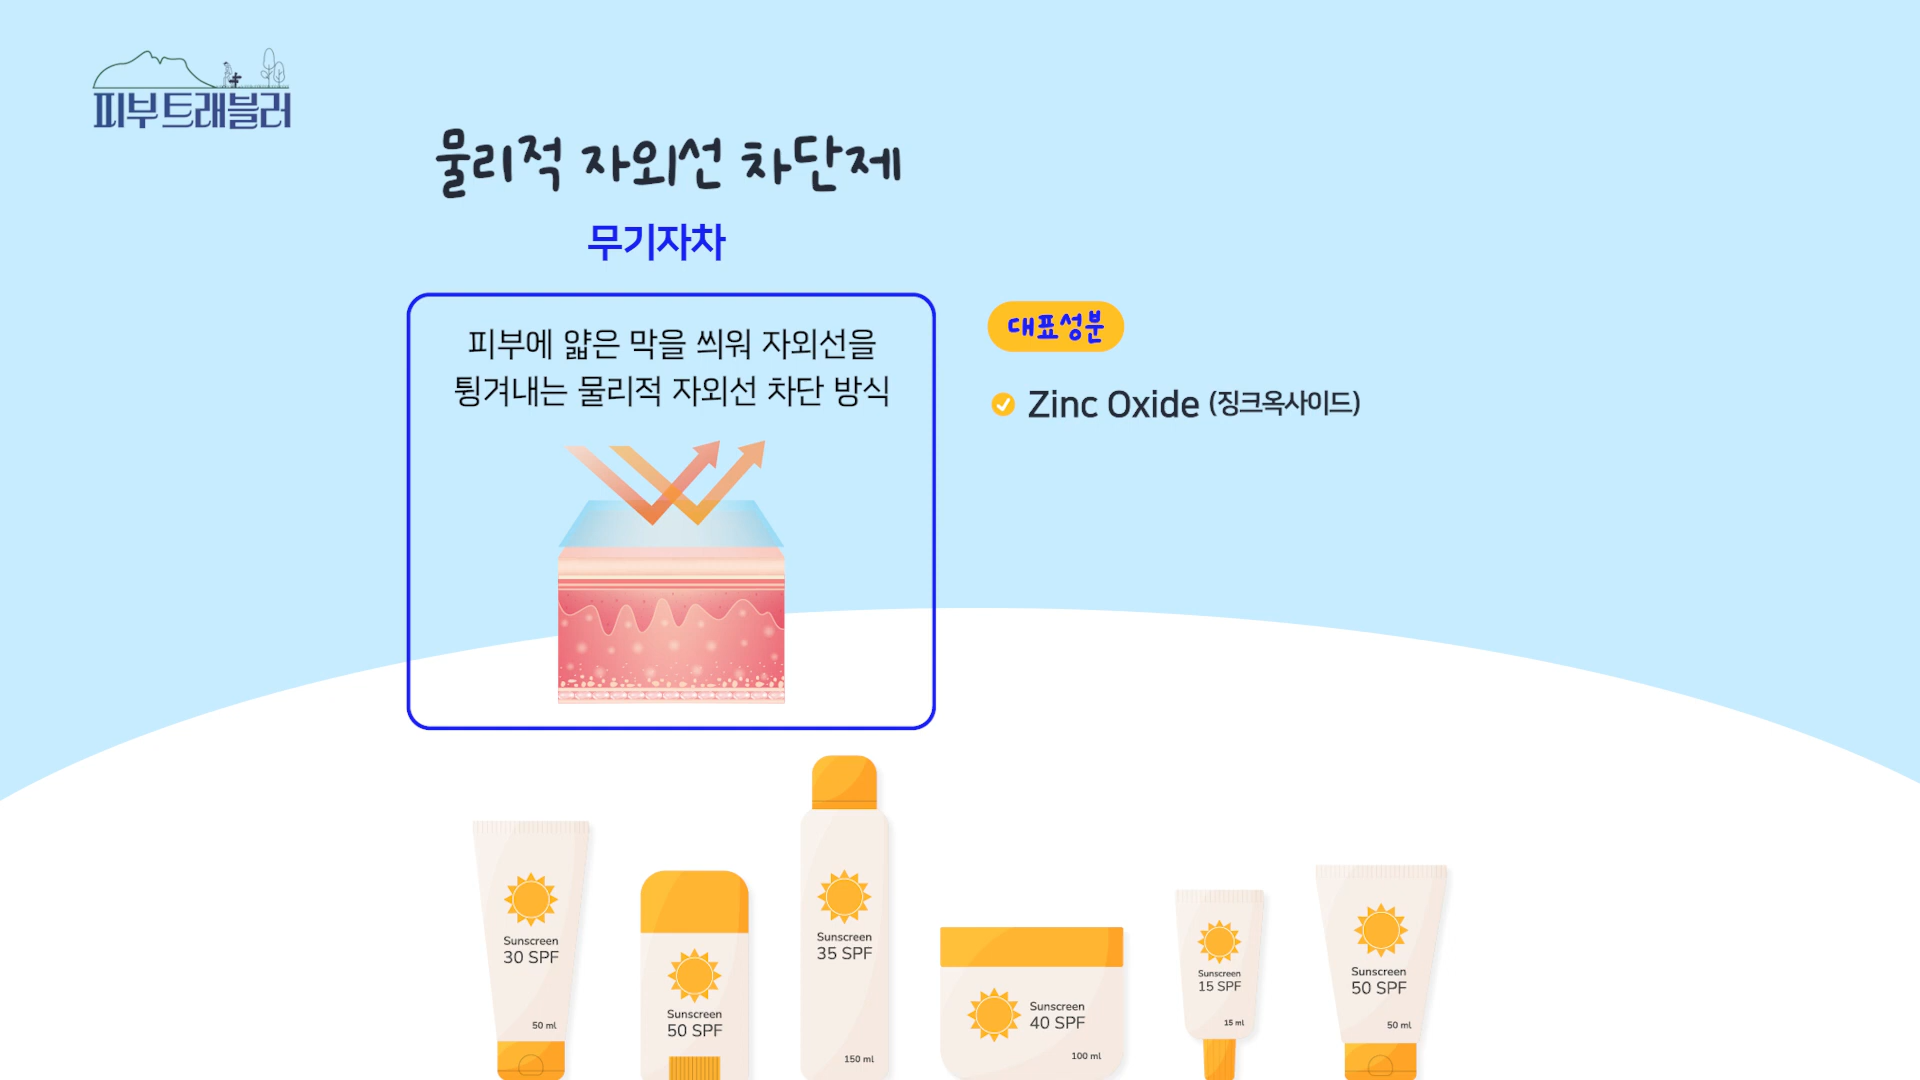 피부트래블러
물리적 자외선 차단제
무기자차
피부에 얇은 막을 씌워 자외선을
튕겨내는 물리적 자외선 차단 방식
대표성분
Zinc Oxide (징크옥사이드)
Sunscreen
30 SPF
50 ml
Sunscreen
50 SPF
Sunscreen
35 SPF
150 ml
Sunscreen
40 SPF
100 ml
Sunscreen
15 SPF
15 ml
Sunscreen
50 SPF
50 ml